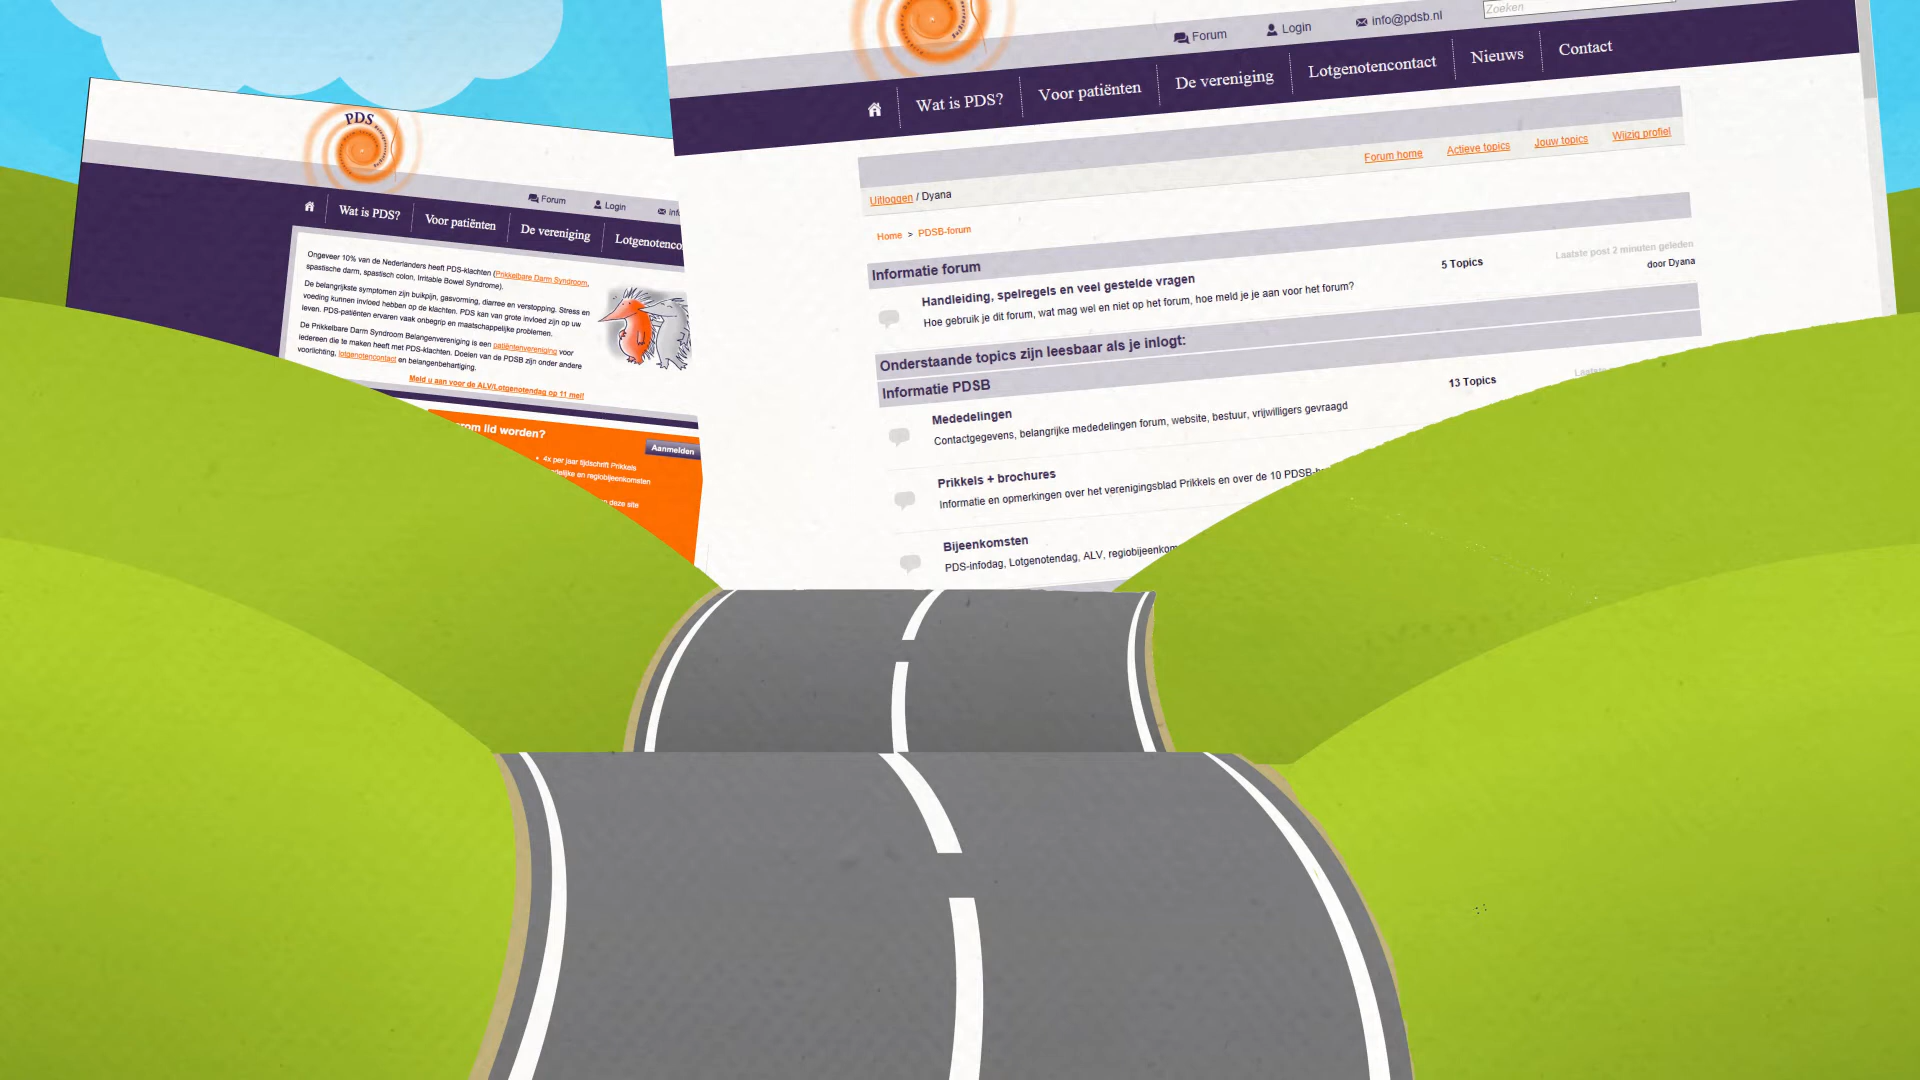 PDS
Forum
Login
Wat is PDS?
Voor patiënten
De vereniging
Ongeveer 10% van de Nederlanders heeft PDS-klachten (Prikkelbare Darm Syndroom,
spastische darm, spastisch colon, Irritable Bowel Syndrome).
De belangrijkste symptomen zijn buikpijn, gasvorming, diarree en verstopping. Stress en
voeding kunnen invloed hebben op de klachten. PDS kan van grote invloed zijn op uw
leven. PDS-patiënten ervaren vaak onbegrip en maatschappelijke problemen.
De Prikkelbare Darm Syndroom Belangenvereniging is een patiëntenvereniging voor
iedereen die te maken heeft met PDS-klachten. Doelen van de PDSB zijn onder andere
voorlichting, lotgenotencontact en belangenbehartiging.
Meld u aan voor de ALV/Lotgenotendag op 11 mei!
lid worden?
Aanmelden
4x per jaar tijdschrift Prikkels
en regiobijeenkomsten
deze site
Forum
Login
info@pdsb.nl
Zoeken
Wat is PDS?
Voor patiënten
De vereniging
Lotgenotencontact
Nieuws
Contact
Forum home
Actieve topics
Jouw topics
Wijzig profiel
Uitloggen / Dyana
Home > PDSB-forum
Informatie forum
Handleiding, spelregels en veel gestelde vragen
Hoe gebruik je dit forum, wat mag wel en niet op het forum, hoe meld je je aan voor het forum?
5 Topics
Laatste post 2 minuten geleden
door Dyana
Onderstaande topics zijn leesbaar als je inlogt:
Informatie PDSB
Mededelingen
Contactgegevens, belangrijke mededelingen forum, website, bestuur, vrijwilligers gevraagd
13 Topics
Prikkels + brochures
Informatie en opmerkingen over het verenigingsblad Prikkels en over de 10
Bijeenkomsten
PDS-infodag, Lotgenotendag, ALV,